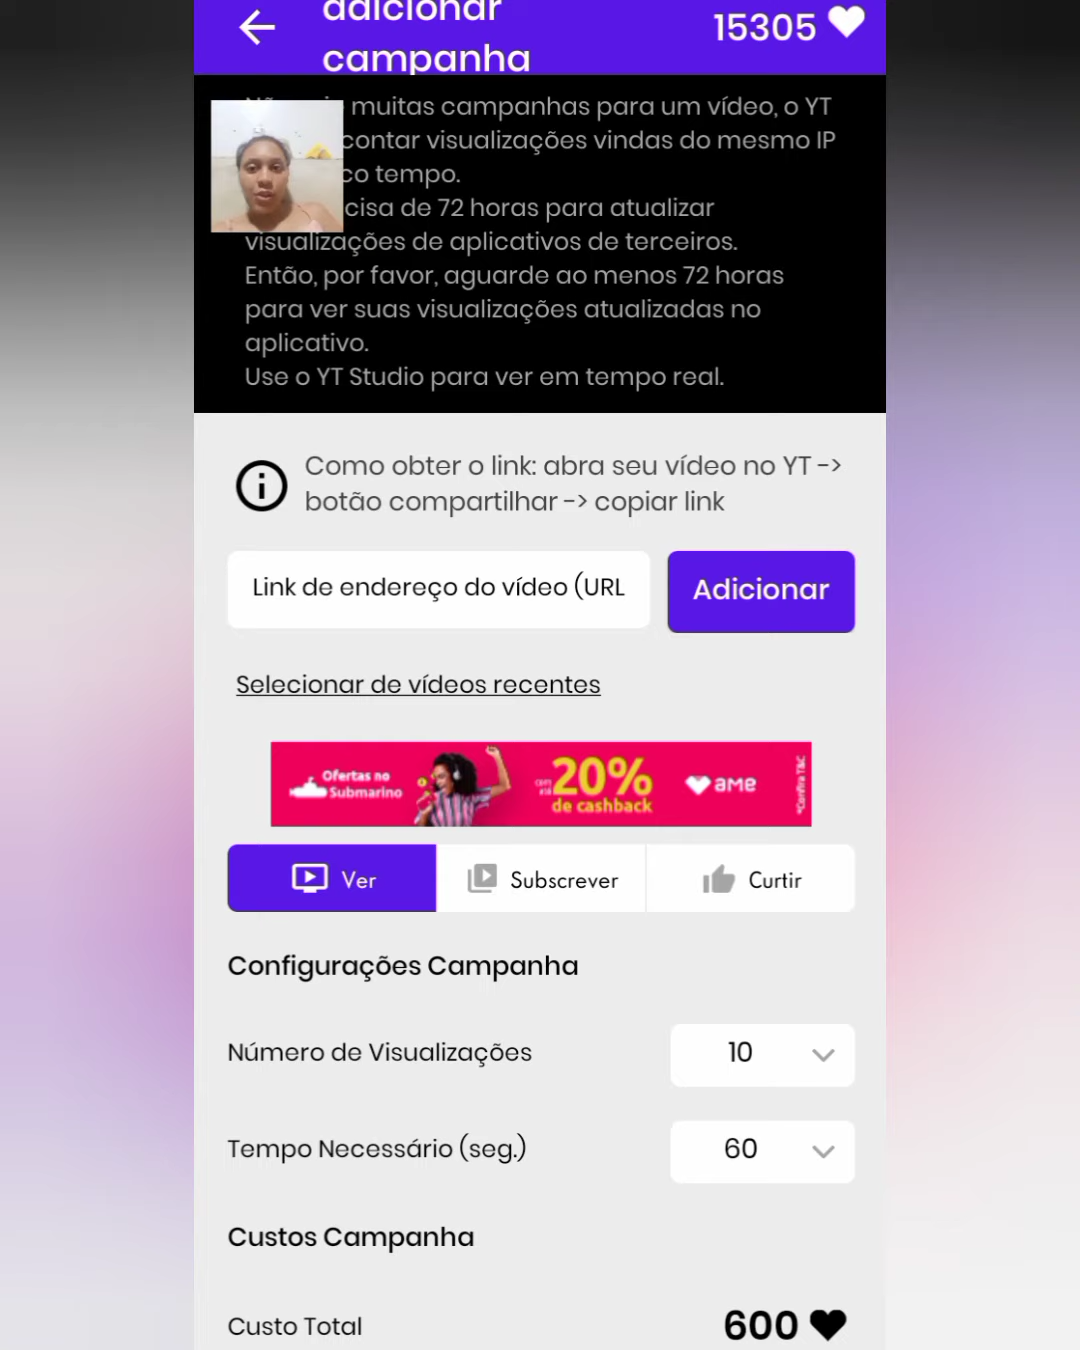 adicionar
campanha
15305
muitas campanhas para um vídeo, o YT
contar visualizações vindas do mesmo IP
co tempo.
cisa de 72 horas para atualizar
visualizações de aplicativos de terceiros.
Então, por favor, aguarde ao menos 72 horas
para ver suas visualizações atualizadas no
aplicativo.
Use o YT Studio para ver em tempo real.
Como obter o link: abra seu vídeo no YT ->
botão compartilhar -> copiar link
Link de endereço do vídeo (URL
Adicionar
Selecionar de vídeos recentes
Ofertas no
Submarino
com até 20%
de cashback
ame
*Confira T&C
Ver
Subscrever
Curtir
Configurações Campanha
Número de Visualizações
10
Tempo Necessário (seg.)
60
Custos Campanha
Custo Total
600